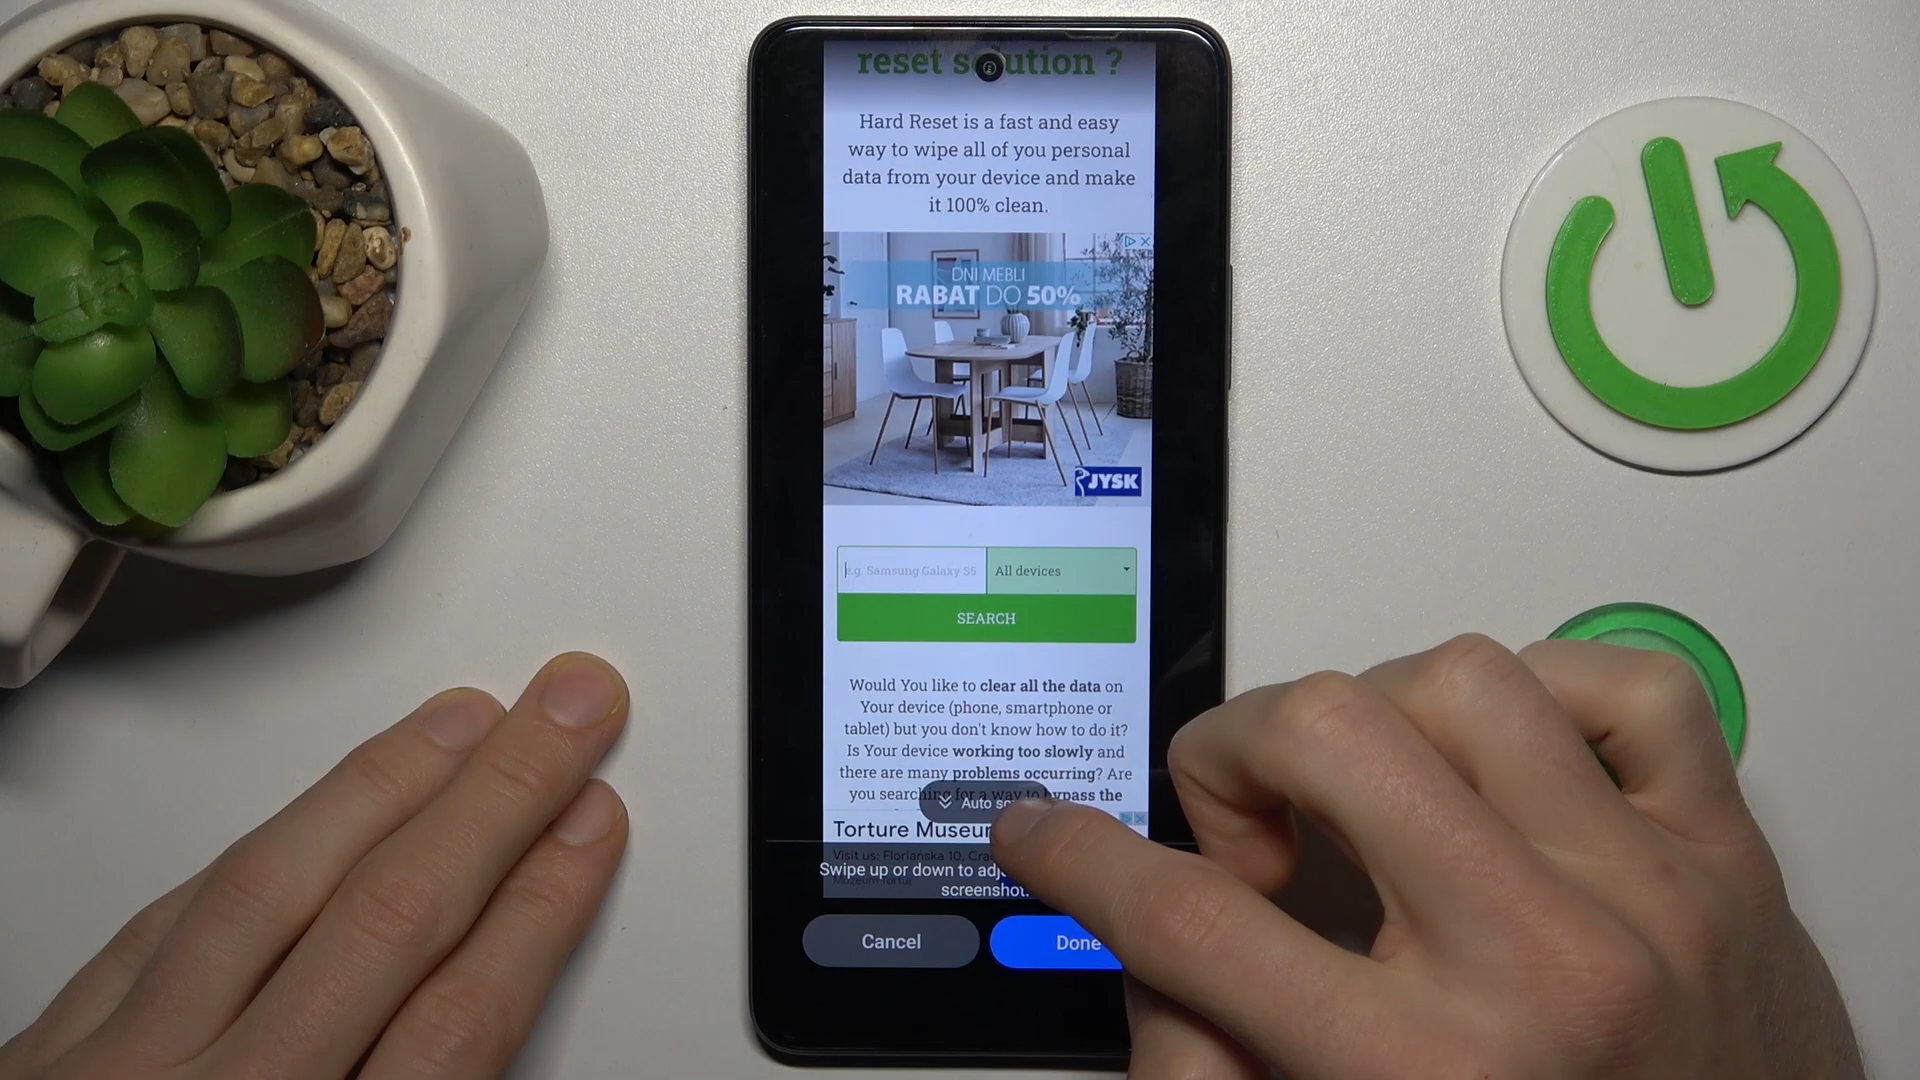 reset solution ?
Hard Reset is a fast and easy
way to wipe all of you personal
data from your device and make
it 100% clean.
DNI MEBLI
RABAT DO 50%
JYSK
e.g. Samsung Galaxy S5
All devices
SEARCH
Would You like to clear all the data on
Your device (phone, smartphone or
tablet) but you don't know how to do it?
Is Your device working too slowly and
there are many problems occurring? Are
you searching for a way to bypass the
Auto
Torture Museum
Visit us: Florianska 10,
Swipe up or down to
screenshot.
Cancel
Done